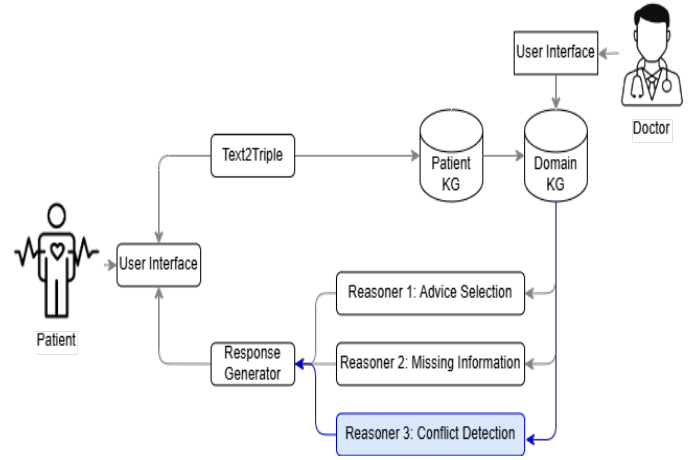 User Interface
Doctor
Text2Triple
Patient
KG
Domain
KG
User Interface
Patient
Reasoner 1: Advice Selection
Response
Generator
Reasoner 2: Missing Information
Reasoner 3: Conflict Detection